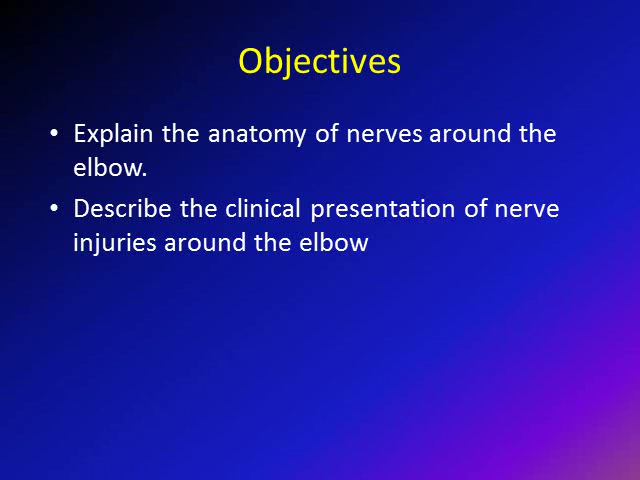 Objectives
• Explain the anatomy of nerves around the
elbow.
• Describe the clinical presentation of nerve
injuries around the elbow